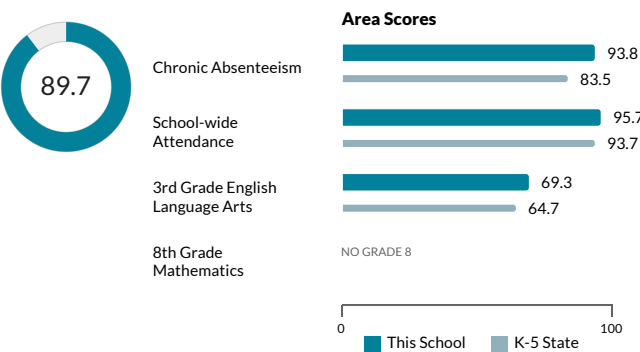 Area Scores
89.7
Chronic Absenteeism
93.8
83.5
School-wide
Attendance
95.7
93.7
3rd Grade English
Language Arts
69.3
64.7
8th Grade
Mathematics
NO GRADE 8
0
100
This School
K-5 State